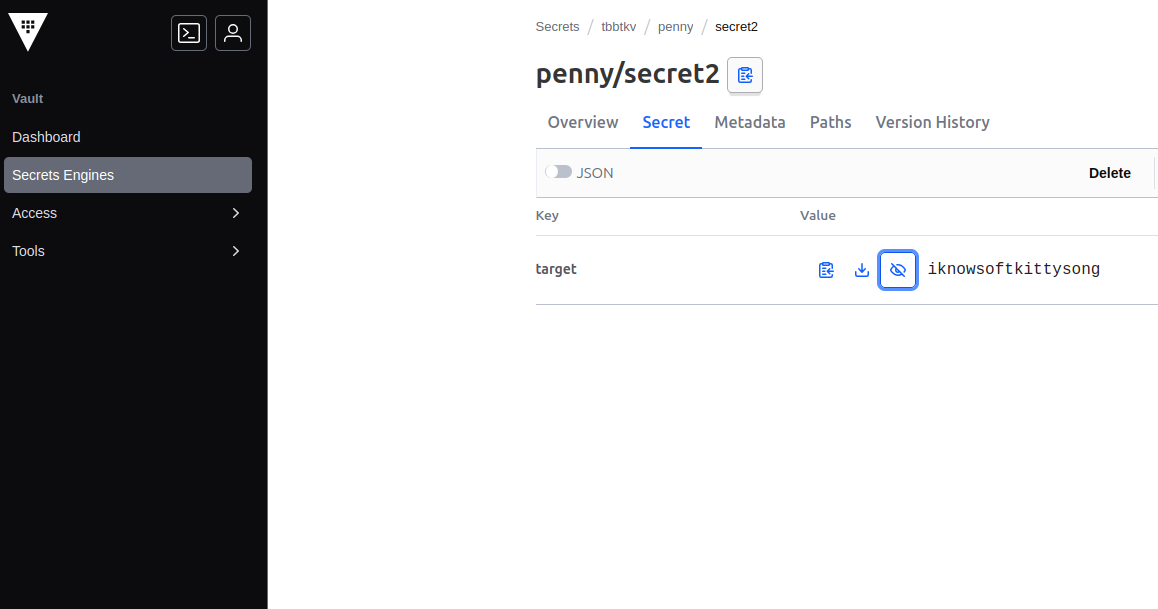 Vault
Dashboard
Secrets Engines
Access
Tools
Secrets / tbbtkv / penny / secret2
penny/secret2
Overview Secret Metadata Paths Version History
JSON Delete
Key Value
target iknowsoftkittysong